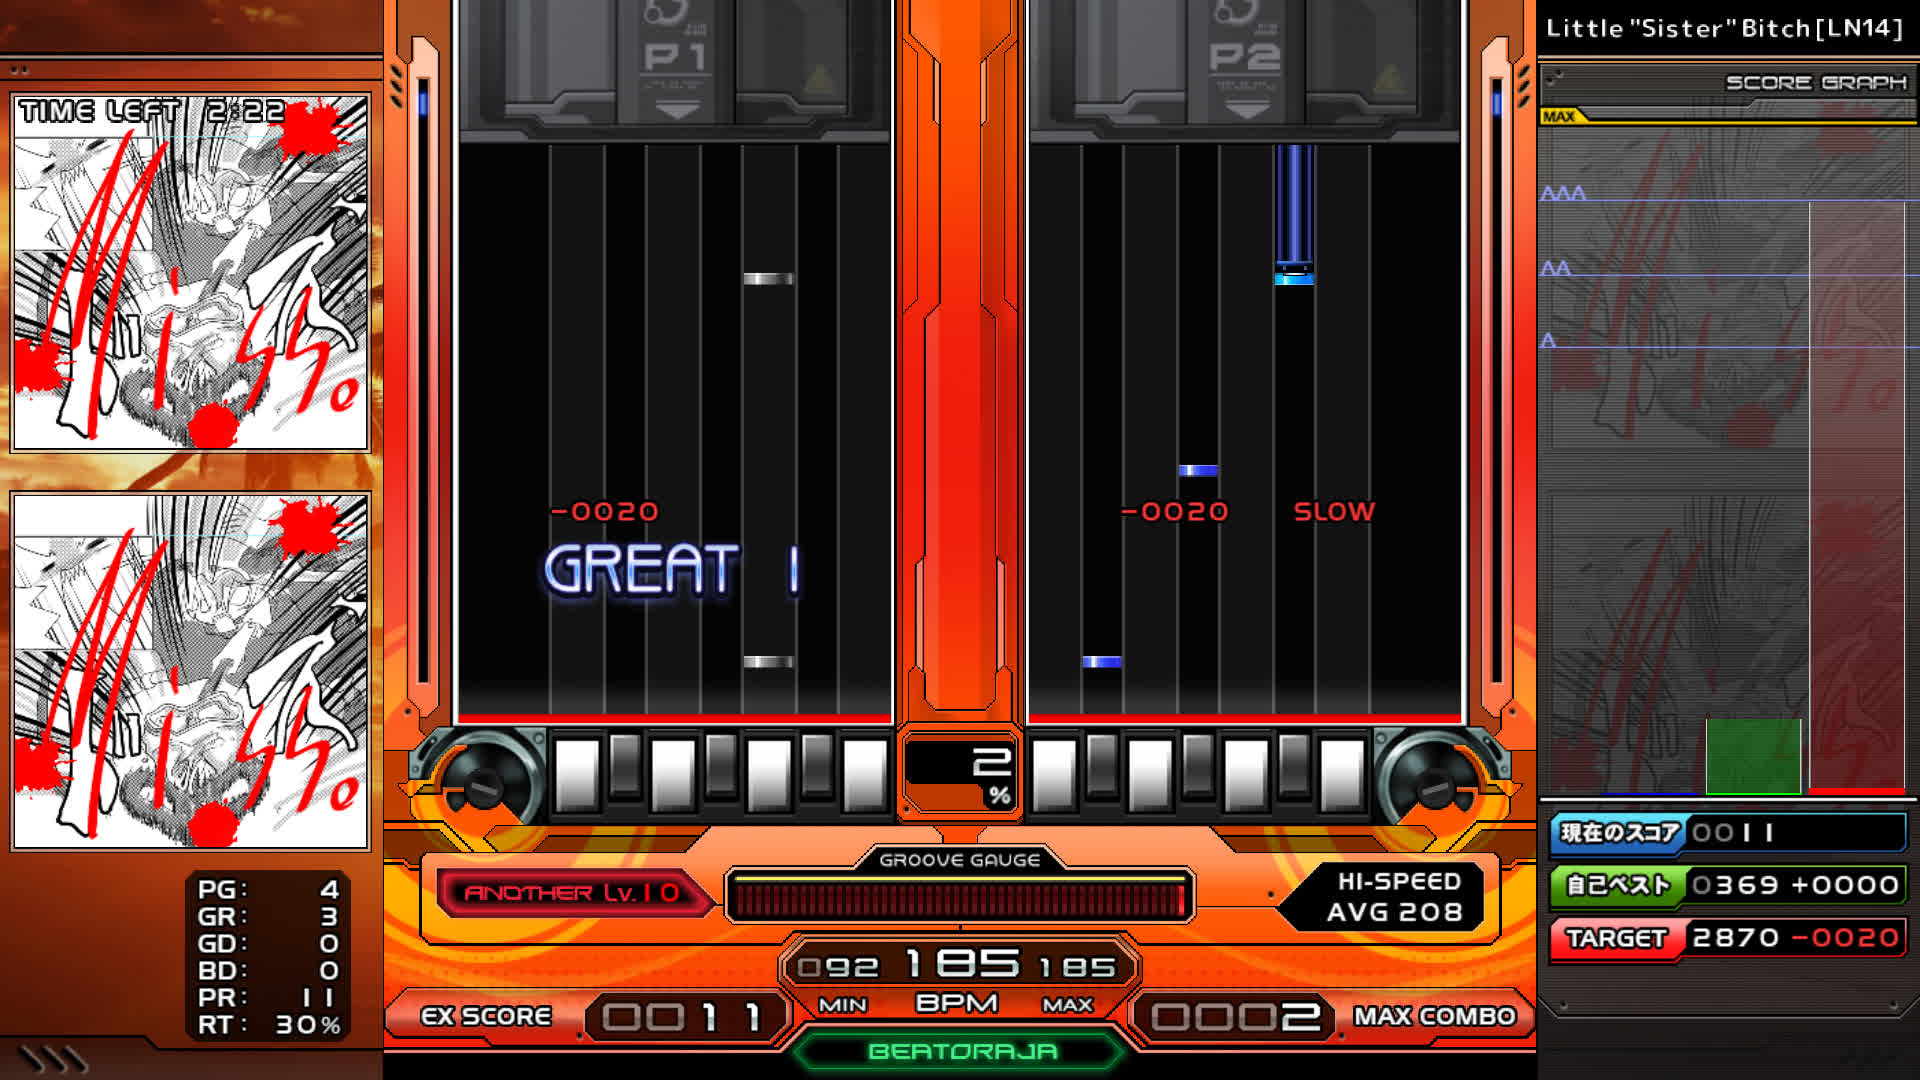 Little "Sister" Bitch [LN14]
SCORE GRAPH
TIME LEFT 2:22
P1
P2
MAX
AAA
AA
A
-0020
-0020 SLOW
GREAT 1
2
%
GROOVE GAUGE
ANOTHER Lv.10
HI-SPEED
AVG 208
現在のスコア 0011
自己ベスト 0369 +0000
TARGET 2870 -0020
PG: 4
GR: 3
GD: 0
BD: 0
PR: 11
RT: 30%
092 185 185
MIN BPM MAX
EX SCORE 0011
0002 MAX COMBO
BEATORAJA